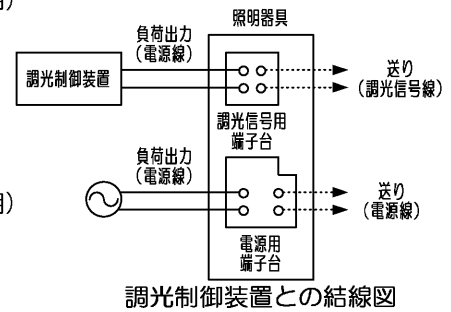 用)
照明器具
負荷出力
(電源線)
調光制御装置
送り
(調光信号線)
調光信号用
端子台
負荷出力
(電源線)
送り
(電源線)
用)
電源用
端子台
調光制御装置との結線図